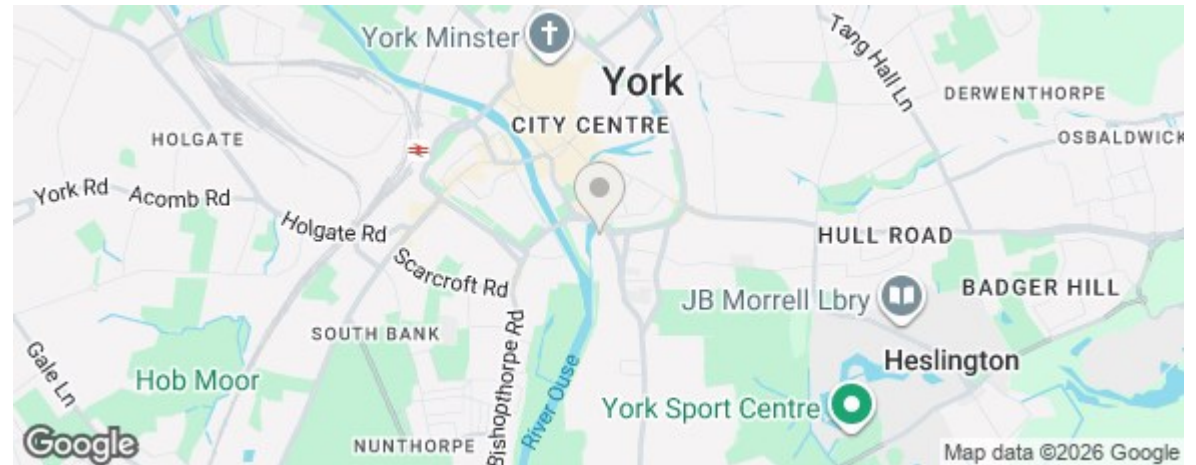 York Minster
York
CITY CENTRE
Tang Hall Ln
DERWENTHORPE
OSBALDWICK
HOLGATE
York Rd
Acomb Rd
Holgate Rd
Scarcroft Rd
HULL ROAD
BADGER HILL
JB Morrell Lbry
SOUTH BANK
Heslington
Gale Ln
Hob Moor
Bishopthorpe Rd
River Ouse
York Sport Centre
NUNTHORPE
Google
Map data ©2026 Google